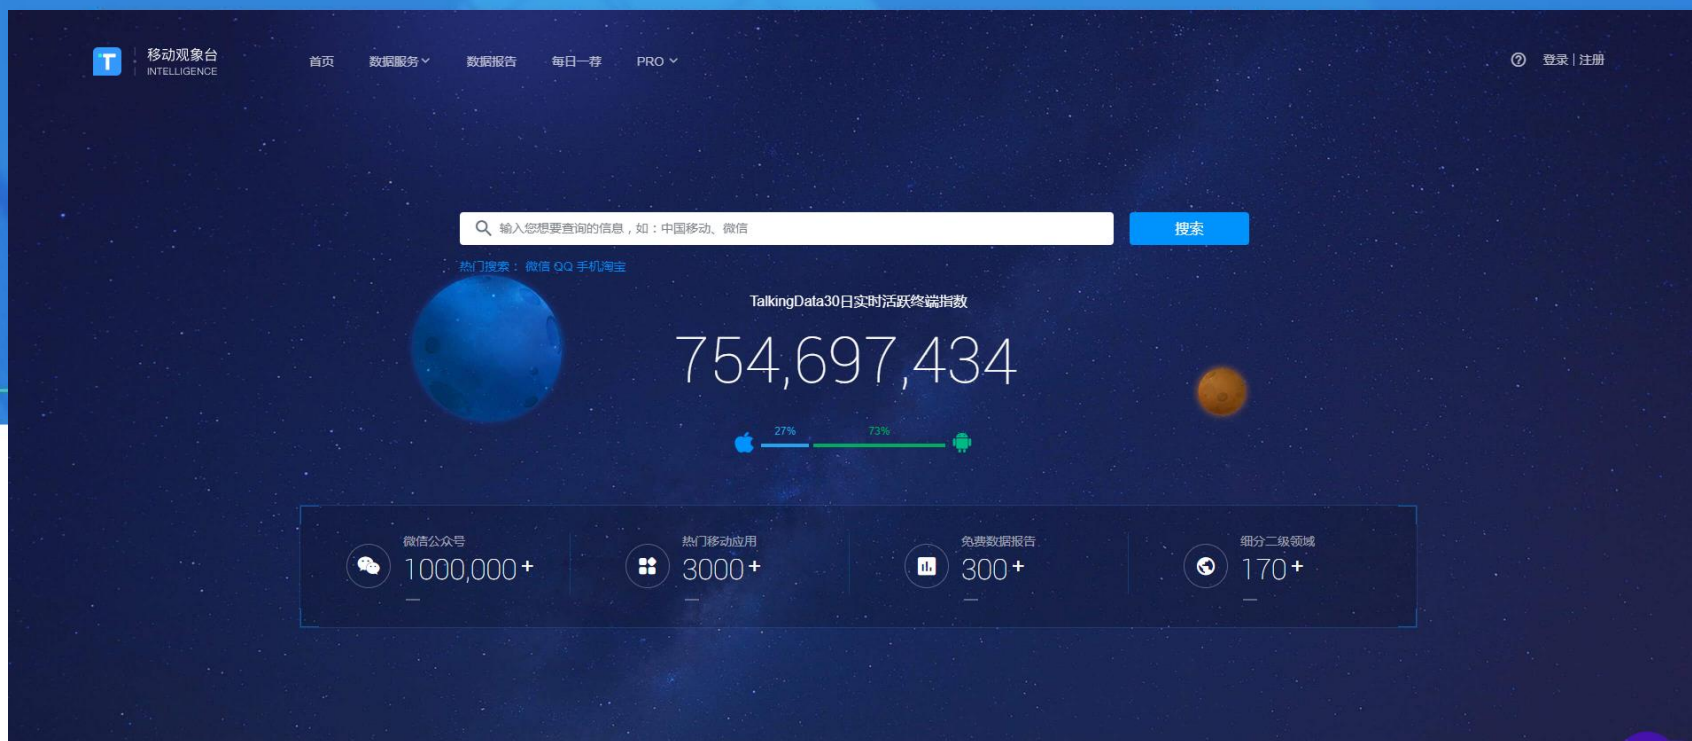 移动观象台
INTELLIGENCE
首页 数据服务 数据报告 每日一荐 PRO
登录 | 注册
输入您想要查询的信息，如：中国移动、微信
搜索
热门搜索： 微信 QQ 手机淘宝
TalkingData30日实时活跃终端指数
754,697,434
27% 73%
微信公众号
1000,000+
热门移动应用
3000+
免费数据报告
300+
细分二级领域
170+